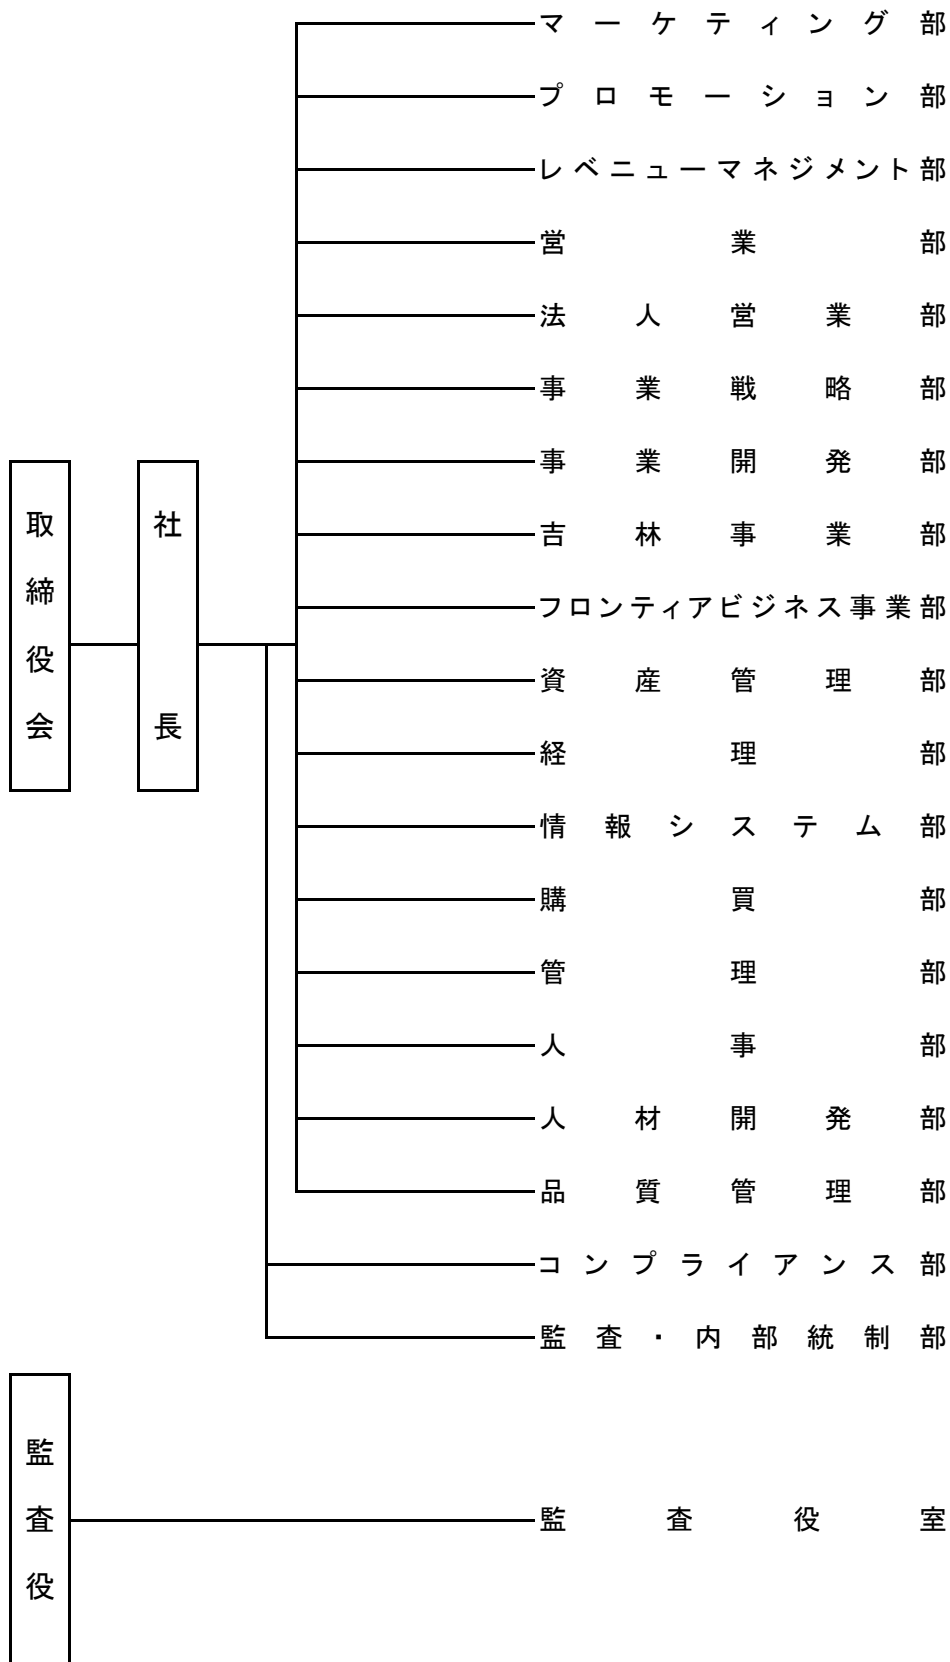 マーケティング部
プロモーション部
レベニューマネジメント部
営業部
法人営業部
事業戦略部
事業開発部
吉林事業部
フロンティアビジネス事業部
取締役会
社長
資産管理部
経理部
情報システム部
購買部
管理部
人事部
人材開発部
品質管理部
コンプライアンス部
監査・内部統制部
監査役
監査役室